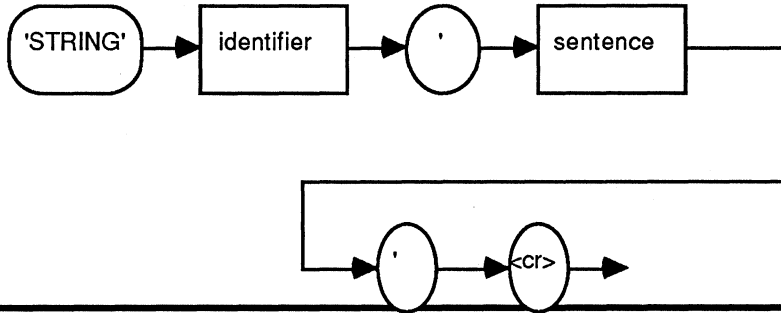 'STRING' identifier ' sentence
' <cr>